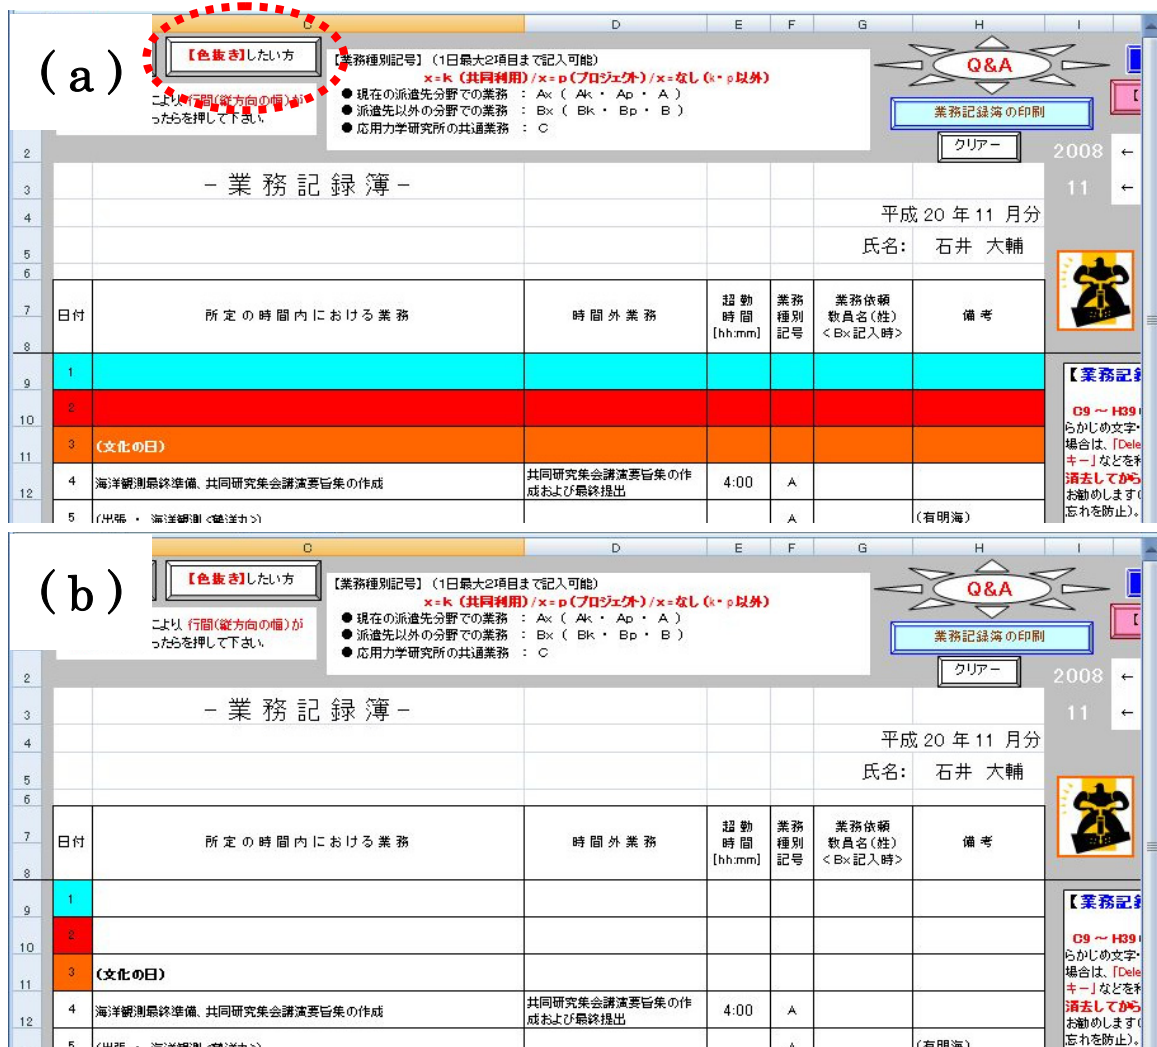 (a)
C D E F G H I
【色抜き】したい方
により 行間(縦方向の幅)が
ったらを押して下さい.
【業務種別記号】 (1日最大2項目まで記入可能)
x=k (共同利用)/x=p(プロジェクト)/x=なし(k・p以外)
●現在の派遣先分野での業務 : Ax ( Ak ・ Ap ・ A )
●派遣先以外の分野での業務 : Bx ( Bk ・ Bp ・ B )
●応用力学研究所の共通業務 : C
Q&A
業務記録簿の印刷
クリアー
【
2 2008 ←
3 -業務記録簿- 11 ←
4 平成 20 年 11 月分
5 氏名: 石井 大輔
6
7 日付 所定の時間内における業務 時間外業務 超勤時間[hh:mm] 業務種別記号 業務依頼教員名(姓)<Bx記入時> 備考
8
9 1
10 2
11 3 (文化の日)
12 4 海洋観測最終準備、共同研究集会講演要旨集の作成 共同研究集会講演要旨集の作成および最終提出 4:00 A
5 (出張 ・ 海洋観測<鶴洋丸>) A (有明海)
【業務記録
C9 ~ H39
らかじめ文字・
場合は、「Dele
キー」などを利
消去してから
お勧めします(
忘れを防止)。
(b)
C D E F G H I
【色抜き】したい方
により 行間(縦方向の幅)が
ったらを押して下さい.
【業務種別記号】 (1日最大2項目まで記入可能)
x=k (共同利用)/x=p(プロジェクト)/x=なし(k・p以外)
●現在の派遣先分野での業務 : Ax ( Ak ・ Ap ・ A )
●派遣先以外の分野での業務 : Bx ( Bk ・ Bp ・ B )
●応用力学研究所の共通業務 : C
Q&A
業務記録簿の印刷
クリアー
【
2 2008 ←
3 -業務記録簿- 11 ←
4 平成 20 年 11 月分
5 氏名: 石井 大輔
6
7 日付 所定の時間内における業務 時間外業務 超勤時間[hh:mm] 業務種別記号 業務依頼教員名(姓)<Bx記入時> 備考
8
9 1
10 2
11 3 (文化の日)
12 4 海洋観測最終準備、共同研究集会講演要旨集の作成 共同研究集会講演要旨集の作成および最終提出 4:00 A
5 (出張 ・ 海洋観測<鶴洋丸>) A (有明海)
【業務記録
C9 ~ H39
らかじめ文字・
場合は、「Dele
キー」などを利
消去してから
お勧めします(
忘れを防止)。